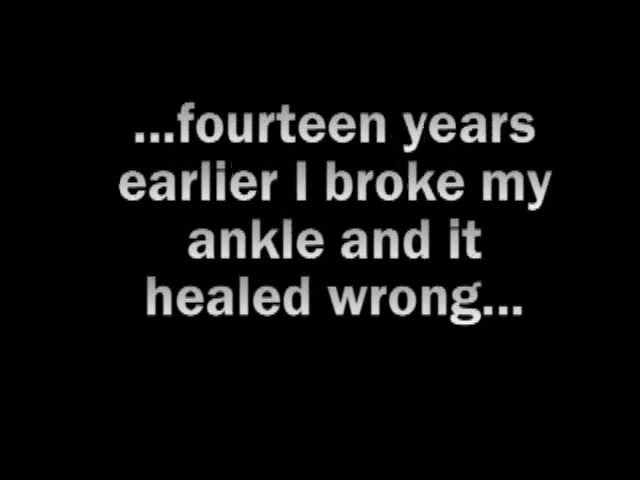 ...fourteen years
earlier I broke my
ankle and it
healed wrong...